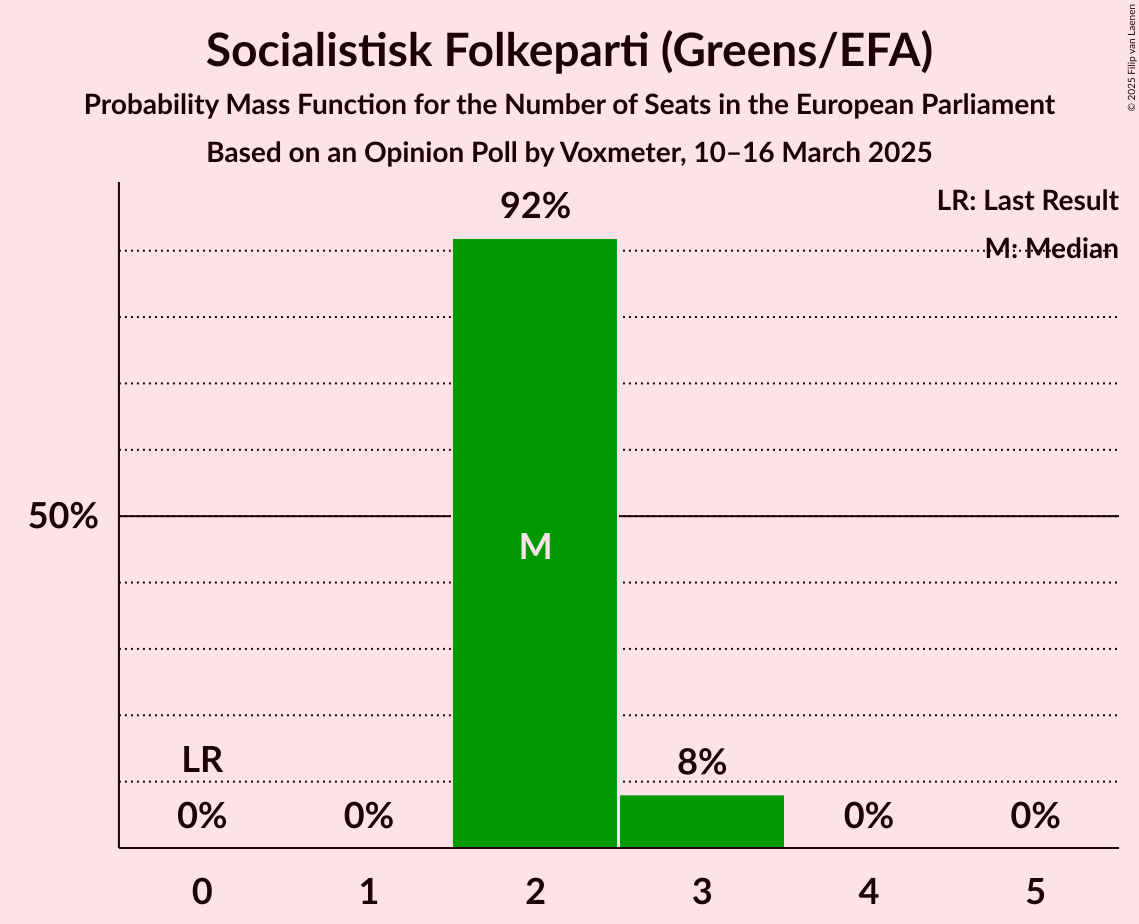 Socialistisk Folkeparti (Greens/EFA)
Probability Mass Function for the Number of Seats in the European Parliament
Based on an Opinion Poll by Voxmeter, 10–16 March 2025
© 2025 Filip van Laenen
LR: Last Result
M: Median
92%
50%
M
LR
8%
0%
0%
0%
0%
0
1
2
3
4
5